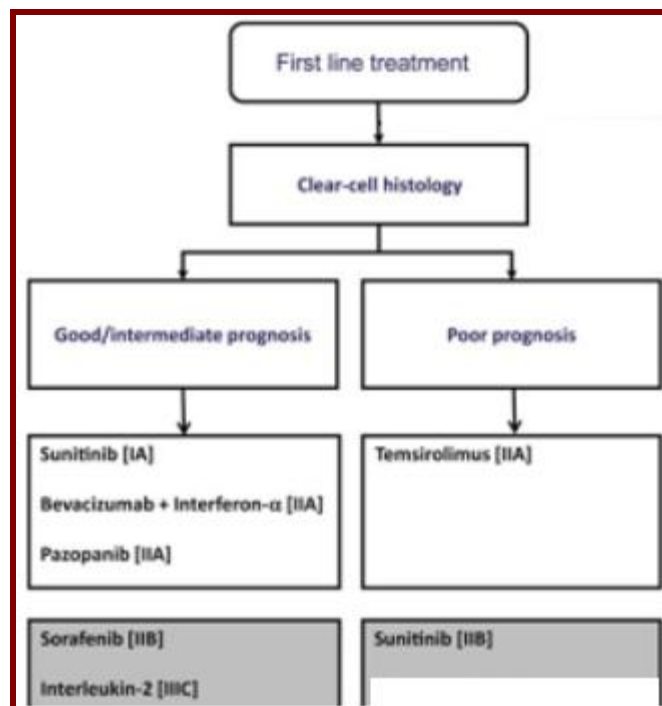 First line treatment
Clear-cell histology
Good/intermediate prognosis
Poor prognosis
Sunitinib [IA]
Bevacizumab + Interferon-α [IIA]
Pazopanib [IIA]
Temsirolimus [IIA]
Sorafenib [IIB]
Interleukin-2 [IIIC]
Sunitinib [IIB]